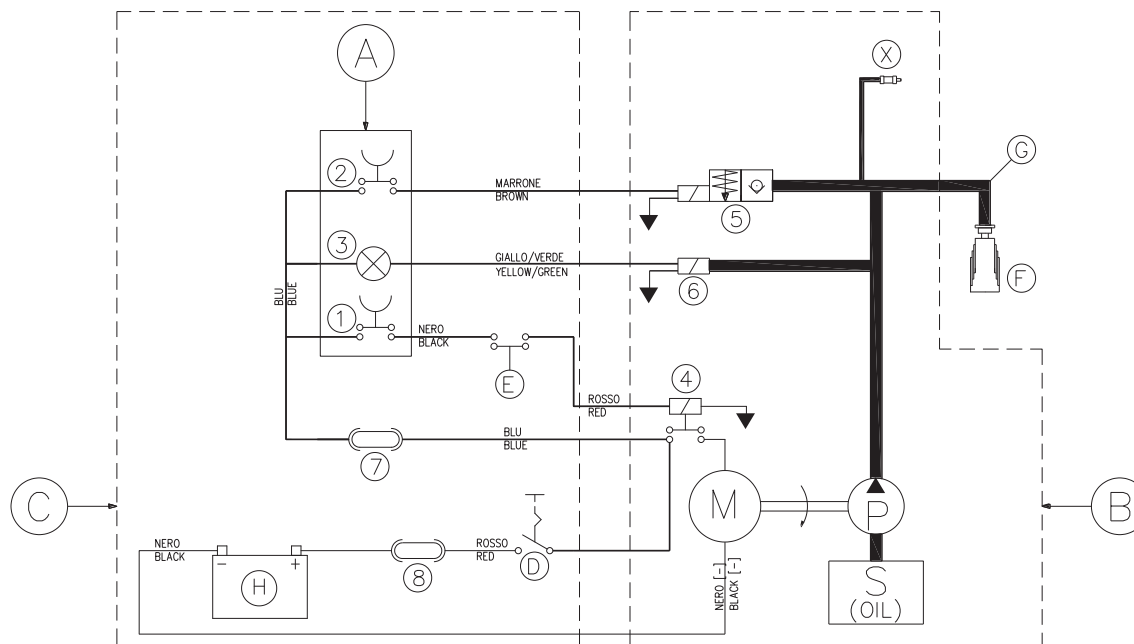 A
X
G
2
MARRONE
BROWN
5
3
GIALLO/VERDE
YELLOW/GREEN
6
F
BLU
BLUE
1
NERO
BLACK
E
4
ROSSO
RED
BLU
BLUE
7
C
M
P
B
NERO
BLACK
ROSSO
RED
D
8
H
- +
NERO [-]
BLACK [-]
S
(OIL)